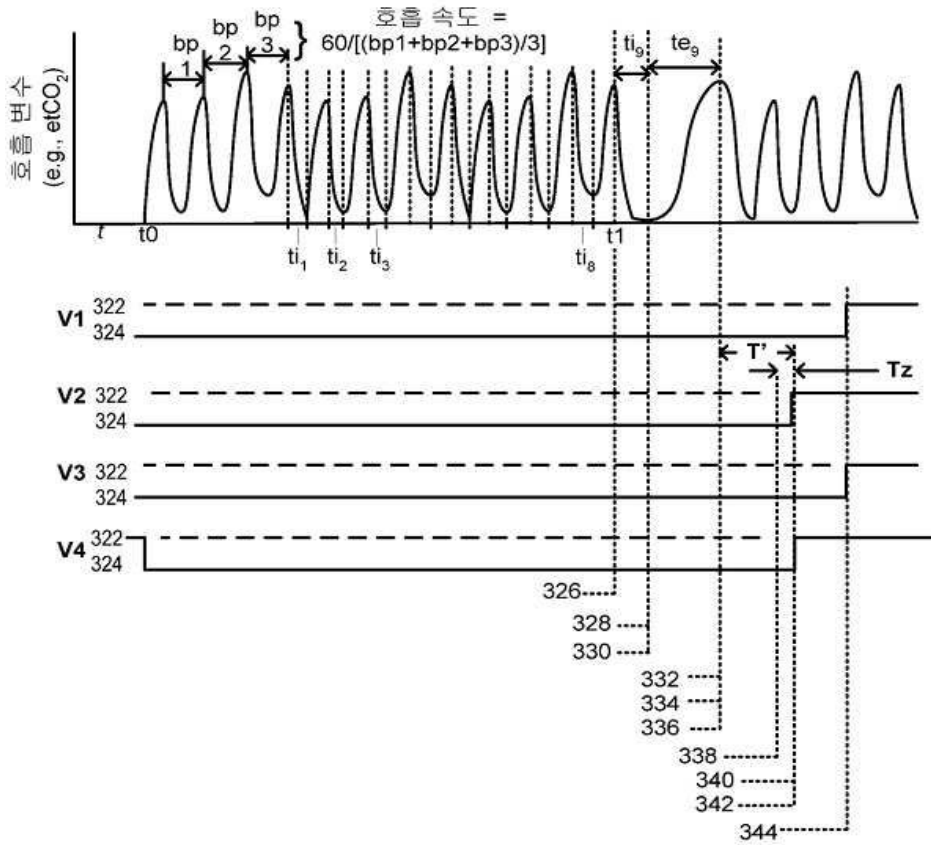 호흡 속도 =
60/[(bp1+bp2+bp3)/3]
bp
1
bp
2
bp
3
}
ti₉
te₉
호흡 변수
(e.g., etCO₂)
t
t0
t1
ti₁
ti₂
ti₃
ti₈
V1
322
324
T'
Tz
V2
322
324
V3
322
324
V4
322
324
326
328
330
332
334
336
338
340
342
344